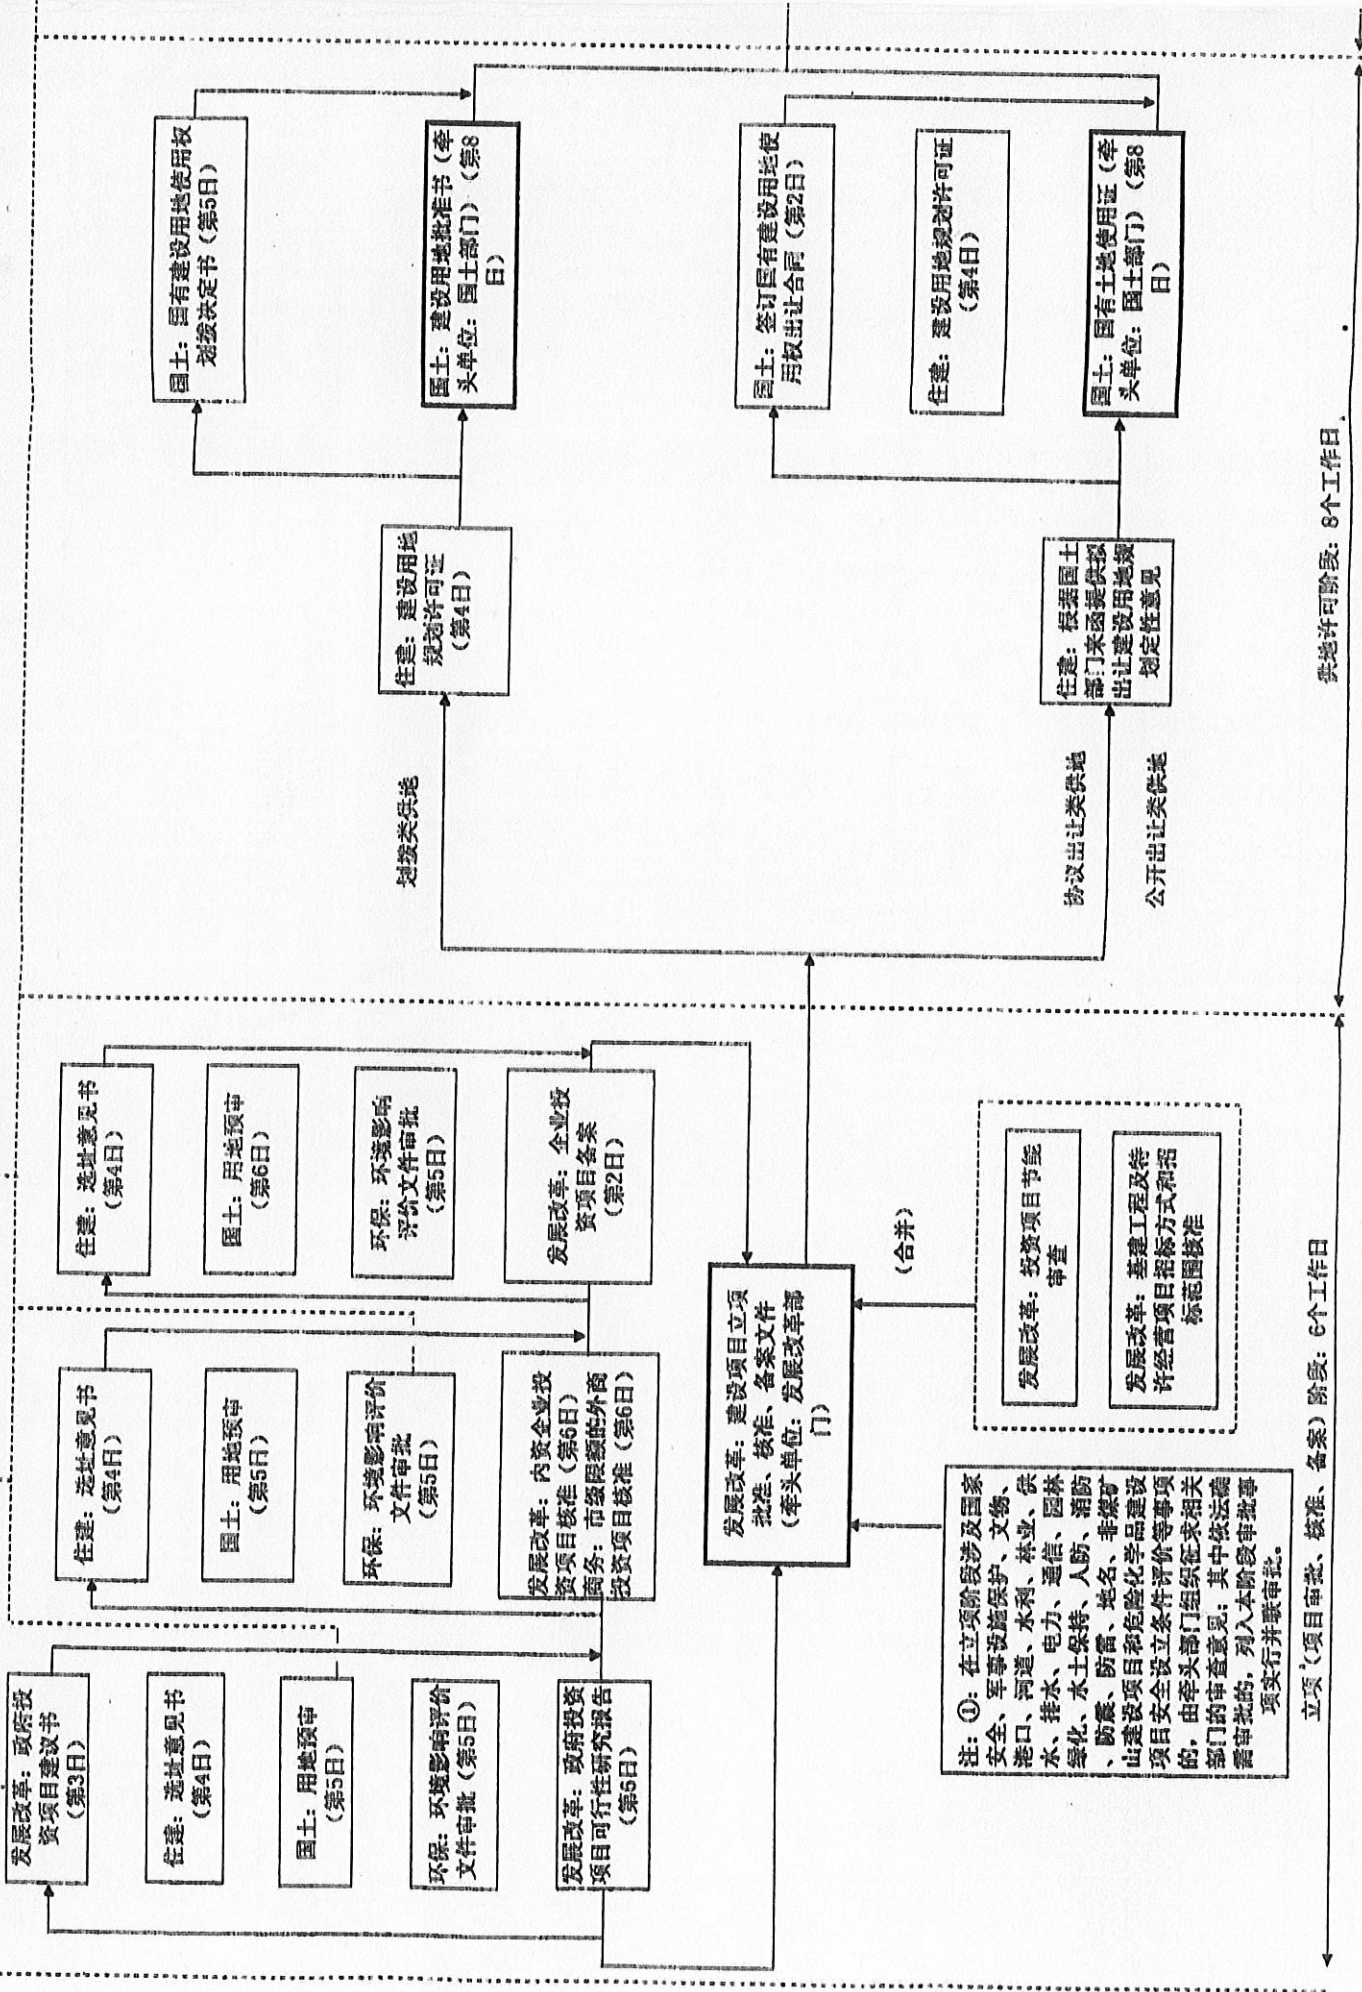 发展改革：政府投
资项目建议书
（第3日）
住建：选址意见书
（第4日）
国土：用地预审
（第5日）
环保：环境影响评价
文件审批（第5日）
发展改革：政府投资
项目可行性研究报告
（第5日）
住建：选址意见书
（第4日）
国土：用地预审
（第5日）
环保：环境影响评价
文件审批
（第5日）
发展改革：内资企业投
资项目核准（第6日）
商务：市级限额的外商
投资项目核准（第6日）
住建：选址意见书
（第4日）
国土：用地预审
（第6日）
环保：环境影响
评价文件审批
（第5日）
发展改革：企业投
资项目备案
（第2日）
发展改革：建设项目立项
批准、核准、备案文件
（牵头单位：发展改革部
门）
（合并）
发展改革：投资项目节能
审查
发展改革：基建工程及特
许经营项目招标方式和招
标范围核准
注：①：在立项阶段涉及国家
安全、军事设施保护、文物、
港口、河道、水利、林业、供
水、排水、电力、通信、园林
绿化、水土保持、人防、消防
、防震、防雷、地名、非煤矿
山建设项目和危险化学品建设
项目安全设立条件评价等事项
的，由牵头部门组织征求相关
部门的审查意见；其中依法确
需审批的，列入本阶段审批事
项实行并联审批。
立项（项目审批、核准、备案）阶段：6个工作日
划拨类供地
协议出让类供地
公开出让类供地
住建：建设用地
规划许可证
（第4日）
国土：国有建设用地使用权
划拨决定书（第5日）
国土：建设用地批准书（牵
头单位：国土部门）（第8
日）
住建：根据国土
部门来函提供拟
出让建设用地规
划定性意见
国土：签订国有建设用地使
用权出让合同（第2日）
住建：建设用地规划许可证
（第4日）
国土：国有土地使用证（牵
头单位：国土部门）（第8
日）
供地许可阶段：8个工作日